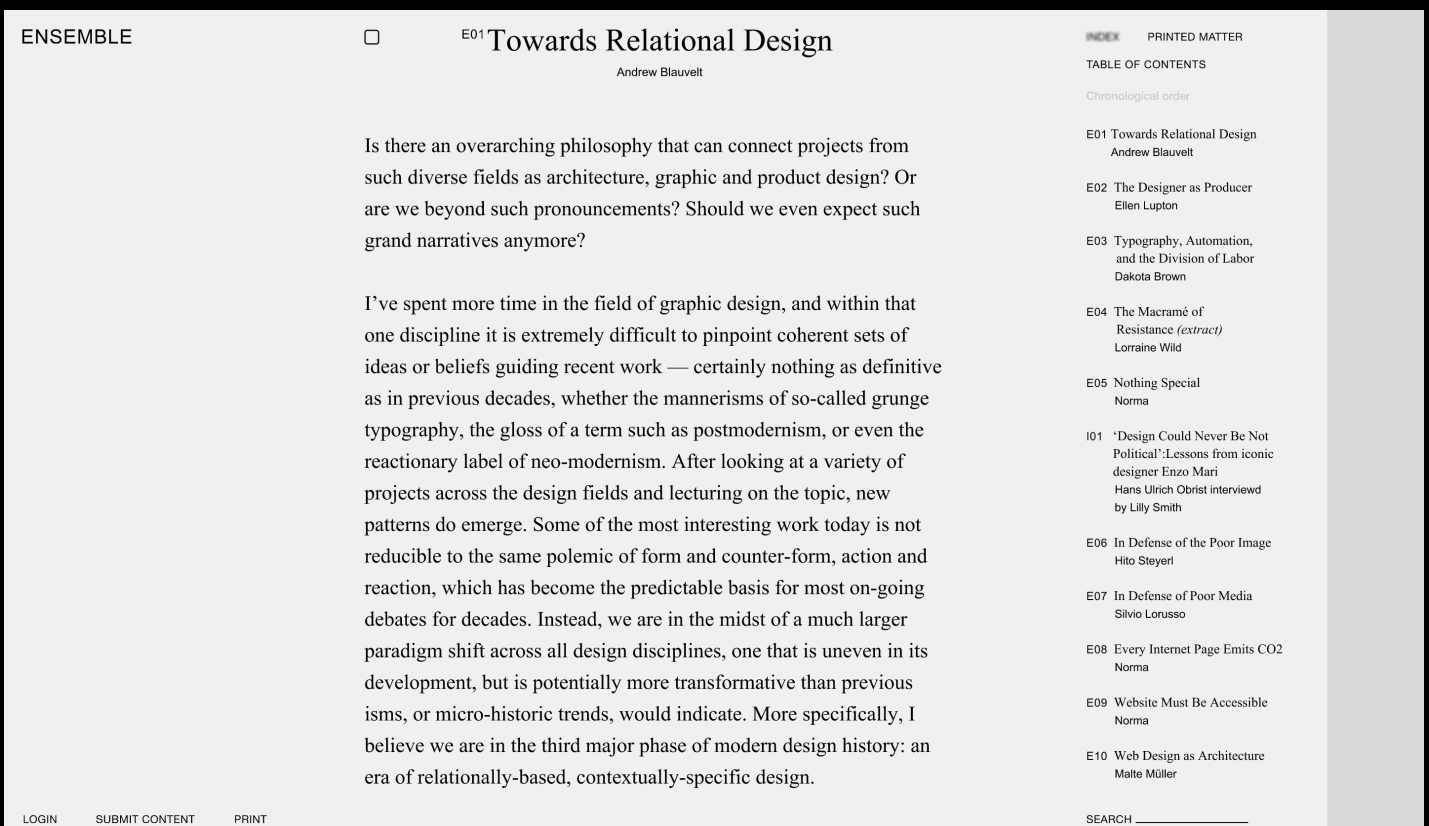 ENSEMBLE
E01 Towards Relational Design
Andrew Blauvelt
Is there an overarching philosophy that can connect projects from
such diverse fields as architecture, graphic and product design? Or
are we beyond such pronouncements? Should we even expect such
grand narratives anymore?
I’ve spent more time in the field of graphic design, and within that
one discipline it is extremely difficult to pinpoint coherent sets of
ideas or beliefs guiding recent work — certainly nothing as definitive
as in previous decades, whether the mannerisms of so-called grunge
typography, the gloss of a term such as postmodernism, or even the
reactionary label of neo-modernism. After looking at a variety of
projects across the design fields and lecturing on the topic, new
patterns do emerge. Some of the most interesting work today is not
reducible to the same polemic of form and counter-form, action and
reaction, which has become the predictable basis for most on-going
debates for decades. Instead, we are in the midst of a much larger
paradigm shift across all design disciplines, one that is uneven in its
development, but is potentially more transformative than previous
isms, or micro-historic trends, would indicate. More specifically, I
believe we are in the third major phase of modern design history: an
era of relationally-based, contextually-specific design.
INDEX PRINTED MATTER
TABLE OF CONTENTS
Chronological order
E01 Towards Relational Design
Andrew Blauvelt
E02 The Designer as Producer
Ellen Lupton
E03 Typography, Automation,
and the Division of Labor
Dakota Brown
E04 The Macramé of
Resistance (extract)
Lorraine Wild
E05 Nothing Special
Norma
I01 ‘Design Could Never Be Not
Political’:Lessons from iconic
designer Enzo Mari
Hans Ulrich Obrist interviewd
by Lilly Smith
E06 In Defense of the Poor Image
Hito Steyerl
E07 In Defense of Poor Media
Silvio Lorusso
E08 Every Internet Page Emits CO2
Norma
E09 Website Must Be Accessible
Norma
E10 Web Design as Architecture
Malte Müller
LOGIN SUBMIT CONTENT PRINT
SEARCH